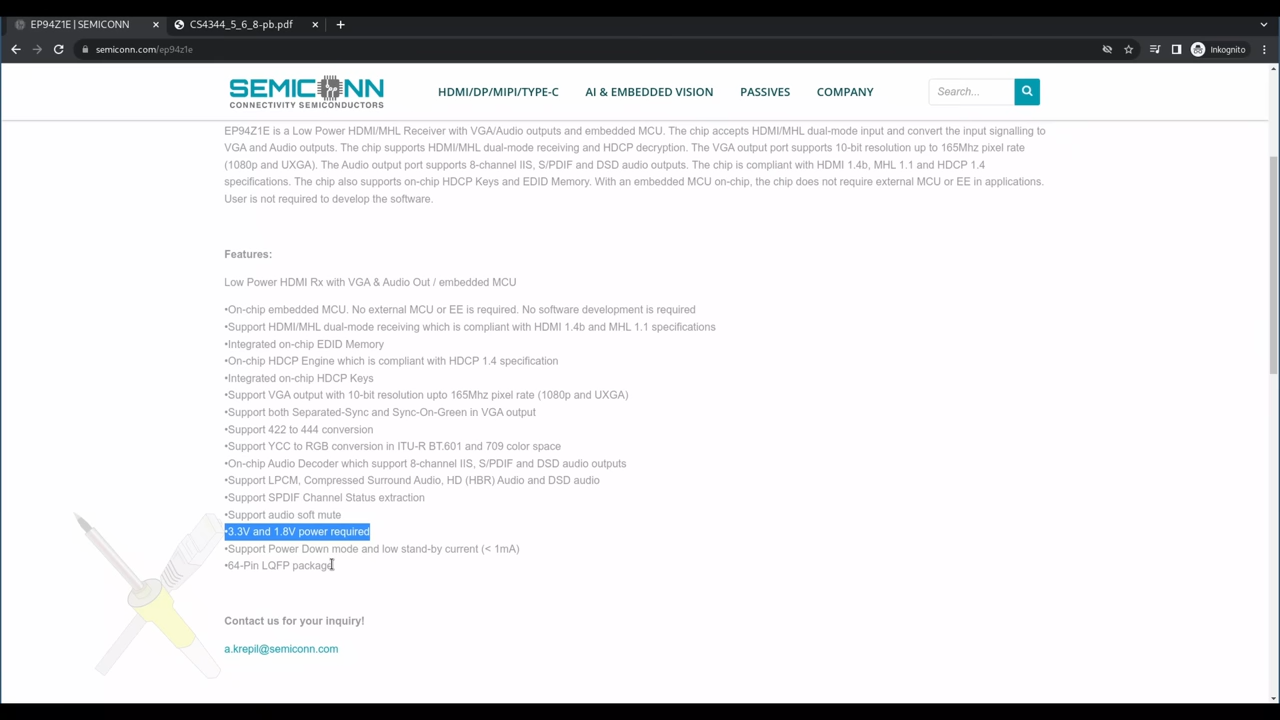 EP94Z1E | SEMICONN
CS4344_5_6_8-pb.pdf
semiconn.com/ep94z1e
Inkognito
SEMICONN
CONNECTIVITY SEMICONDUCTORS
HDMI/DP/MIPI/TYPE-C
AI & EMBEDDED VISION
PASSIVES
COMPANY
Search...
EP94Z1E is a Low Power HDMI/MHL Receiver with VGA/Audio outputs and embedded MCU. The chip accepts HDMI/MHL dual-mode input and convert the input signalling to
VGA and Audio outputs. The chip supports HDMI/MHL dual-mode receiving and HDCP decryption. The VGA output port supports 10-bit resolution up to 165Mhz pixel rate
(1080p and UXGA). The Audio output port supports 8-channel IIS, S/PDIF and DSD audio outputs. The chip is compliant with HDMI 1.4b, MHL 1.1 and HDCP 1.4
specifications. The chip also supports on-chip HDCP Keys and EDID Memory. With an embedded MCU on-chip, the chip does not require external MCU or EE in applications.
User is not required to develop the software.
Features:
Low Power HDMI Rx with VGA & Audio Out / embedded MCU
•On-chip embedded MCU. No external MCU or EE is required. No software development is required
•Support HDMI/MHL dual-mode receiving which is compliant with HDMI 1.4b and MHL 1.1 specifications
•Integrated on-chip EDID Memory
•On-chip HDCP Engine which is compliant with HDCP 1.4 specification
•Integrated on-chip HDCP Keys
•Support VGA output with 10-bit resolution upto 165Mhz pixel rate (1080p and UXGA)
•Support both Separated-Sync and Sync-On-Green in VGA output
•Support 422 to 444 conversion
•Support YCC to RGB conversion in ITU-R BT.601 and 709 color space
•On-chip Audio Decoder which support 8-channel IIS, S/PDIF and DSD audio outputs
•Support LPCM, Compressed Surround Audio, HD (HBR) Audio and DSD audio
•Support SPDIF Channel Status extraction
•Support audio soft mute
•3.3V and 1.8V power required
•Support Power Down mode and low stand-by current (< 1mA)
•64-Pin LQFP package
Contact us for your inquiry!
a.krepil@semiconn.com